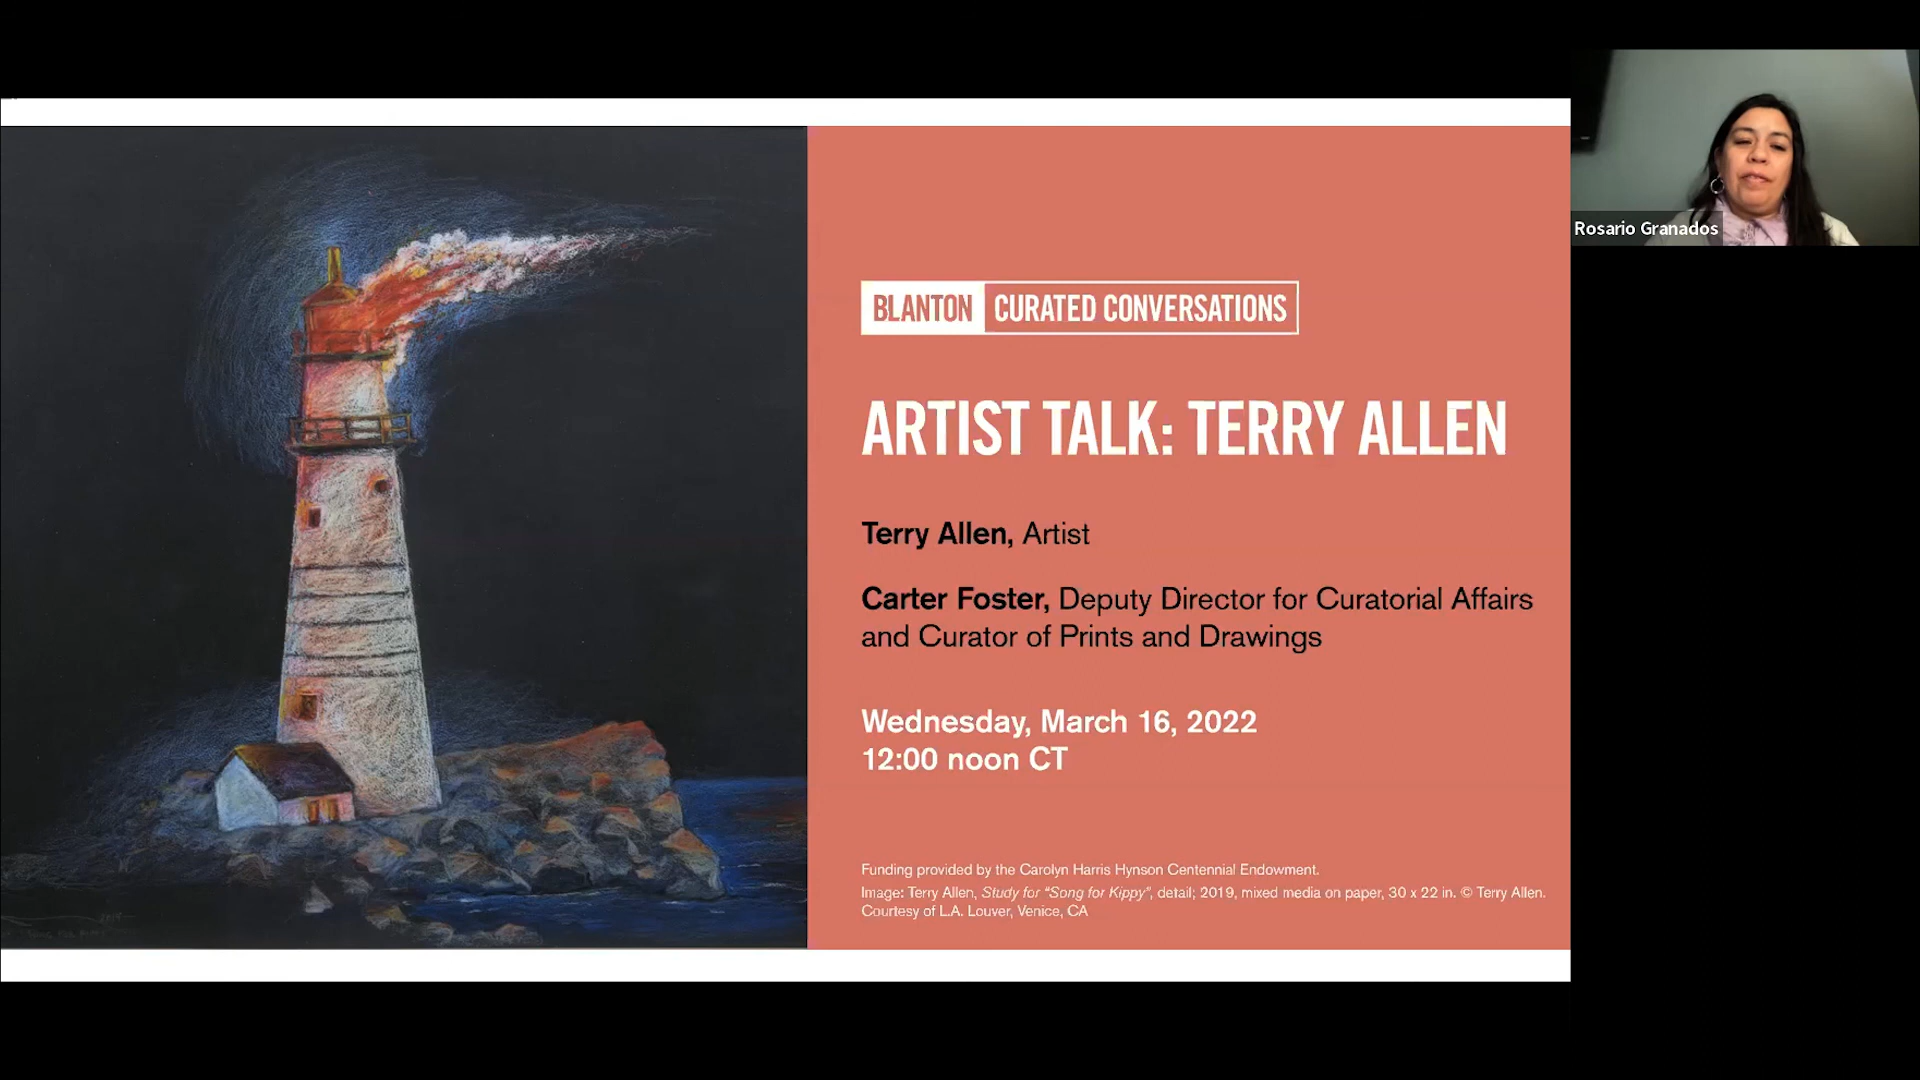 BLANTON CURATED CONVERSATIONS
ARTIST TALK: TERRY ALLEN
Terry Allen, Artist
Carter Foster, Deputy Director for Curatorial Affairs
and Curator of Prints and Drawings
Wednesday, March 16, 2022
12:00 noon CT
Funding provided by the Carolyn Harris Hynson Centennial Endowment.
Image: Terry Allen, Study for “Song for Kippy”, detail; 2019, mixed media on paper, 30 x 22 in. © Terry Allen.
Courtesy of L.A. Louver, Venice, CA
Rosario Granados